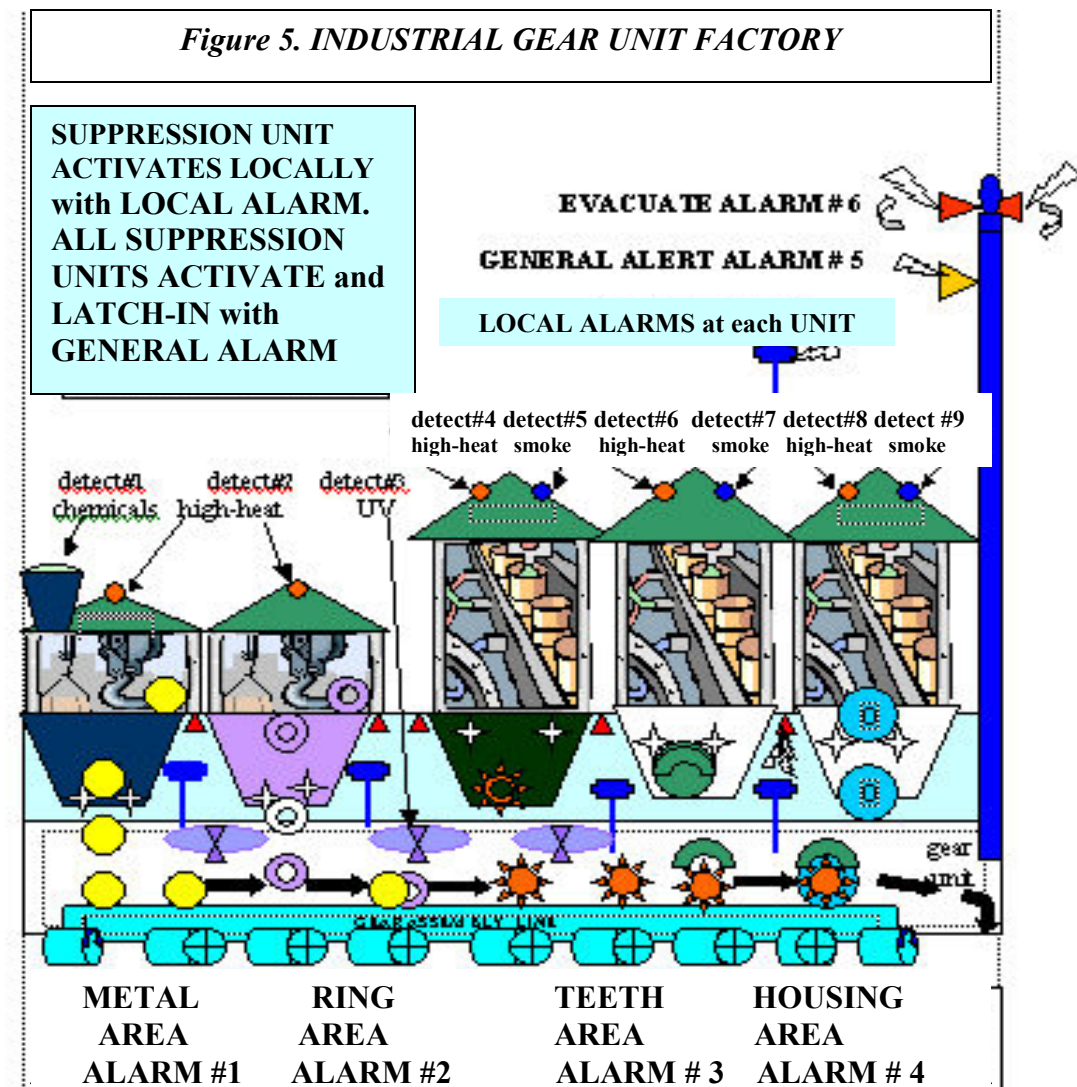 Figure 5. INDUSTRIAL GEAR UNIT FACTORY
SUPPRESSION UNIT
ACTIVATES LOCALLY
with LOCAL ALARM.
ALL SUPPRESSION
UNITS ACTIVATE and
LATCH-IN with
GENERAL ALARM
EVACUATE ALARM # 6
GENERAL ALERT ALARM # 5
LOCAL ALARMS at each UNIT
detect#4 detect#5 detect#6 detect#7 detect#8 detect #9
high-heat smoke high-heat smoke high-heat smoke
detect#1 detect#2 detect#3
chemicals high-heat UV
gear
unit
GEAR ASSEMBLY LINE
METAL RING TEETH HOUSING
AREA AREA AREA AREA
ALARM #1 ALARM #2 ALARM # 3 ALARM # 4